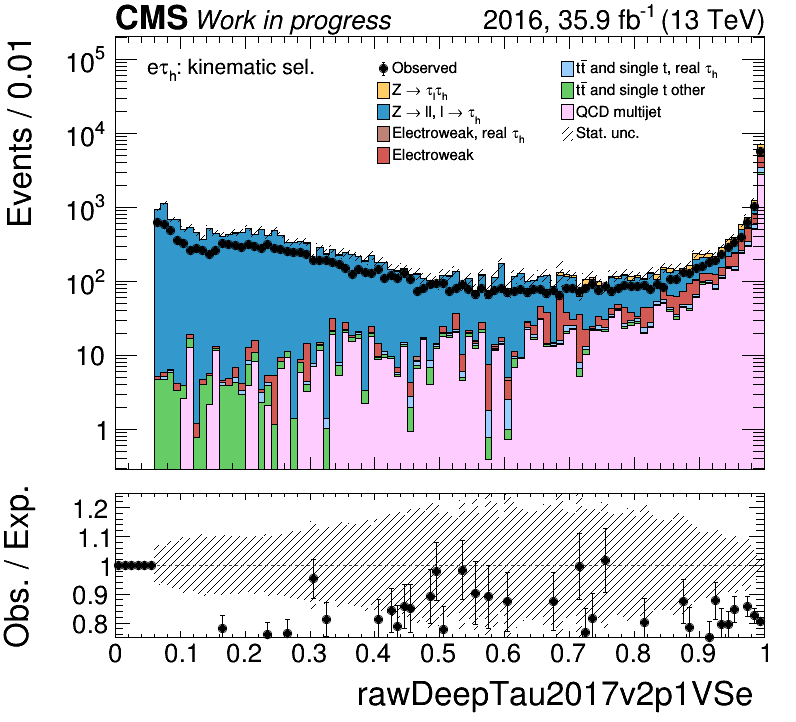 CMS Work in progress 2016, 35.9 fb⁻¹ (13 TeV)
Events / 0.01
10⁵
10⁴
10³
10²
10
1
eτₕ: kinematic sel.
Observed
Z → τₗτₕ
Z → ll, l → τₕ
Electroweak, real τₕ
Electroweak
tt̄ and single t, real τₕ
tt̄ and single t other
QCD multijet
Stat. unc.
Obs. / Exp.
1.2
1.1
1
0.9
0.8
0 0.1 0.2 0.3 0.4 0.5 0.6 0.7 0.8 0.9 1
rawDeepTau2017v2p1VSe